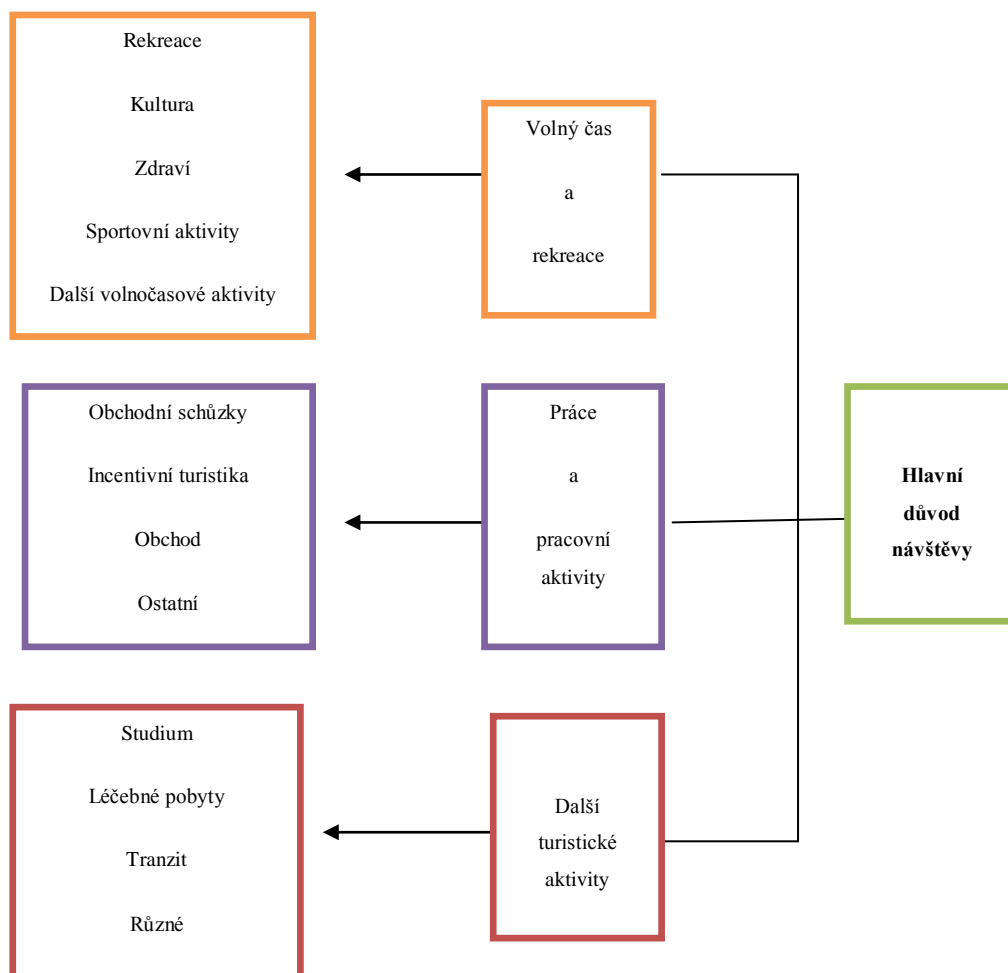 Rekreace
Kultura
Zdraví
Sportovní aktivity
Další volnočasové aktivity
Volný čas
a
rekreace
Obchodní schůzky
Incentivní turistika
Obchod
Ostatní
Práce
a
pracovní
aktivity
Hlavní
důvod
návštěvy
Studium
Léčebné pobyty
Tranzit
Různé
Další
turistické
aktivity